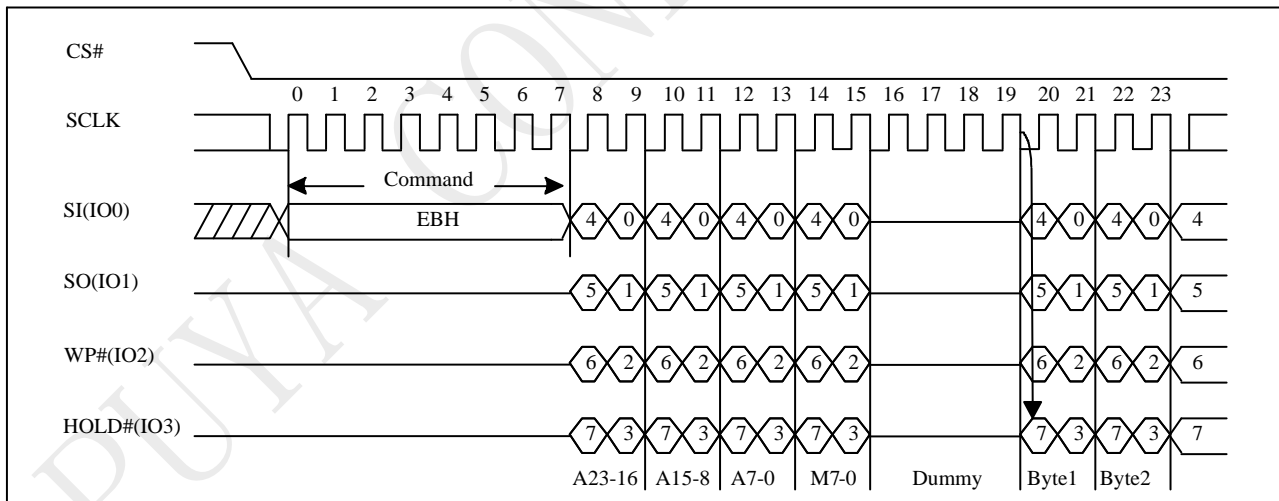 CS#
0 1 2 3 4 5 6 7 8 9 10 11 12 13 14 15 16 17 18 19 20 21 22 23
SCLK
Command
SI(IO0) EBH 4 0 4 0 4 0 4 0 4 0 4 0 4
SO(IO1) 5 1 5 1 5 1 5 1 5 1 5 1 5
WP#(IO2) 6 2 6 2 6 2 6 2 6 2 6 2 6
HOLD#(IO3) 7 3 7 3 7 3 7 3 7 3 7 3 7
A23-16 A15-8 A7-0 M7-0 Dummy Byte1 Byte2
PUYA CON